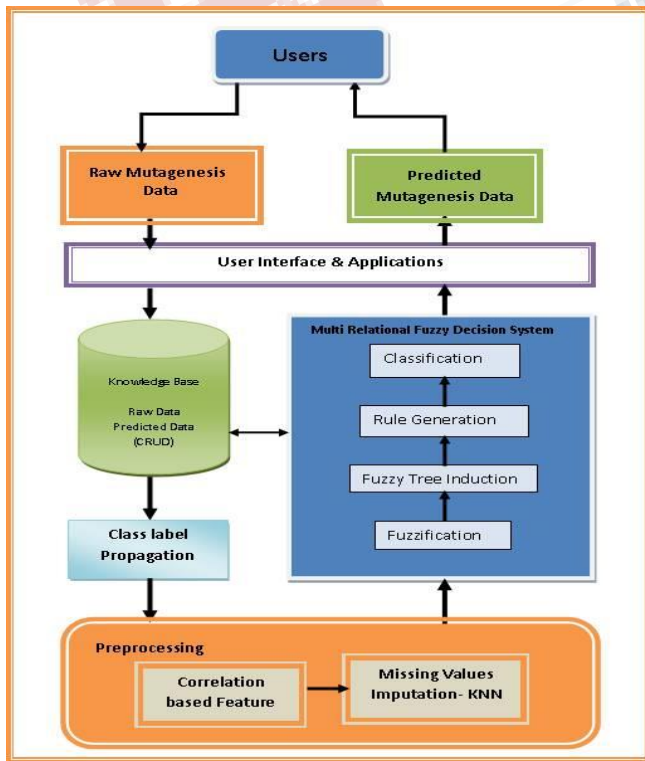 Users
Raw Mutagenesis
Data
Predicted
Mutagenesis Data
User Interface & Applications
Knowledge Base
Raw Data
Predicted Data
(CRUD)
Class label
Propagation
Multi Relational Fuzzy Decision System
Classification
Rule Generation
Fuzzy Tree Induction
Fuzzification
Preprocessing
Correlation
based Feature
Missing Values
Imputation- KNN